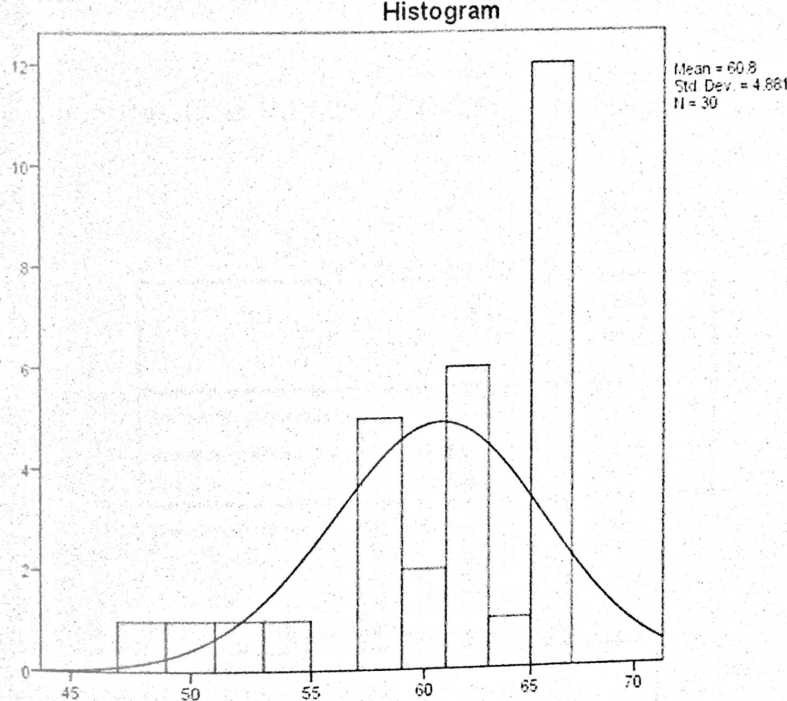 Histogram
Mean = 60.8
Std. Dev. = 4.881
N = 30
12
10
8
6
4
2
0
45 50 55 60 65 70